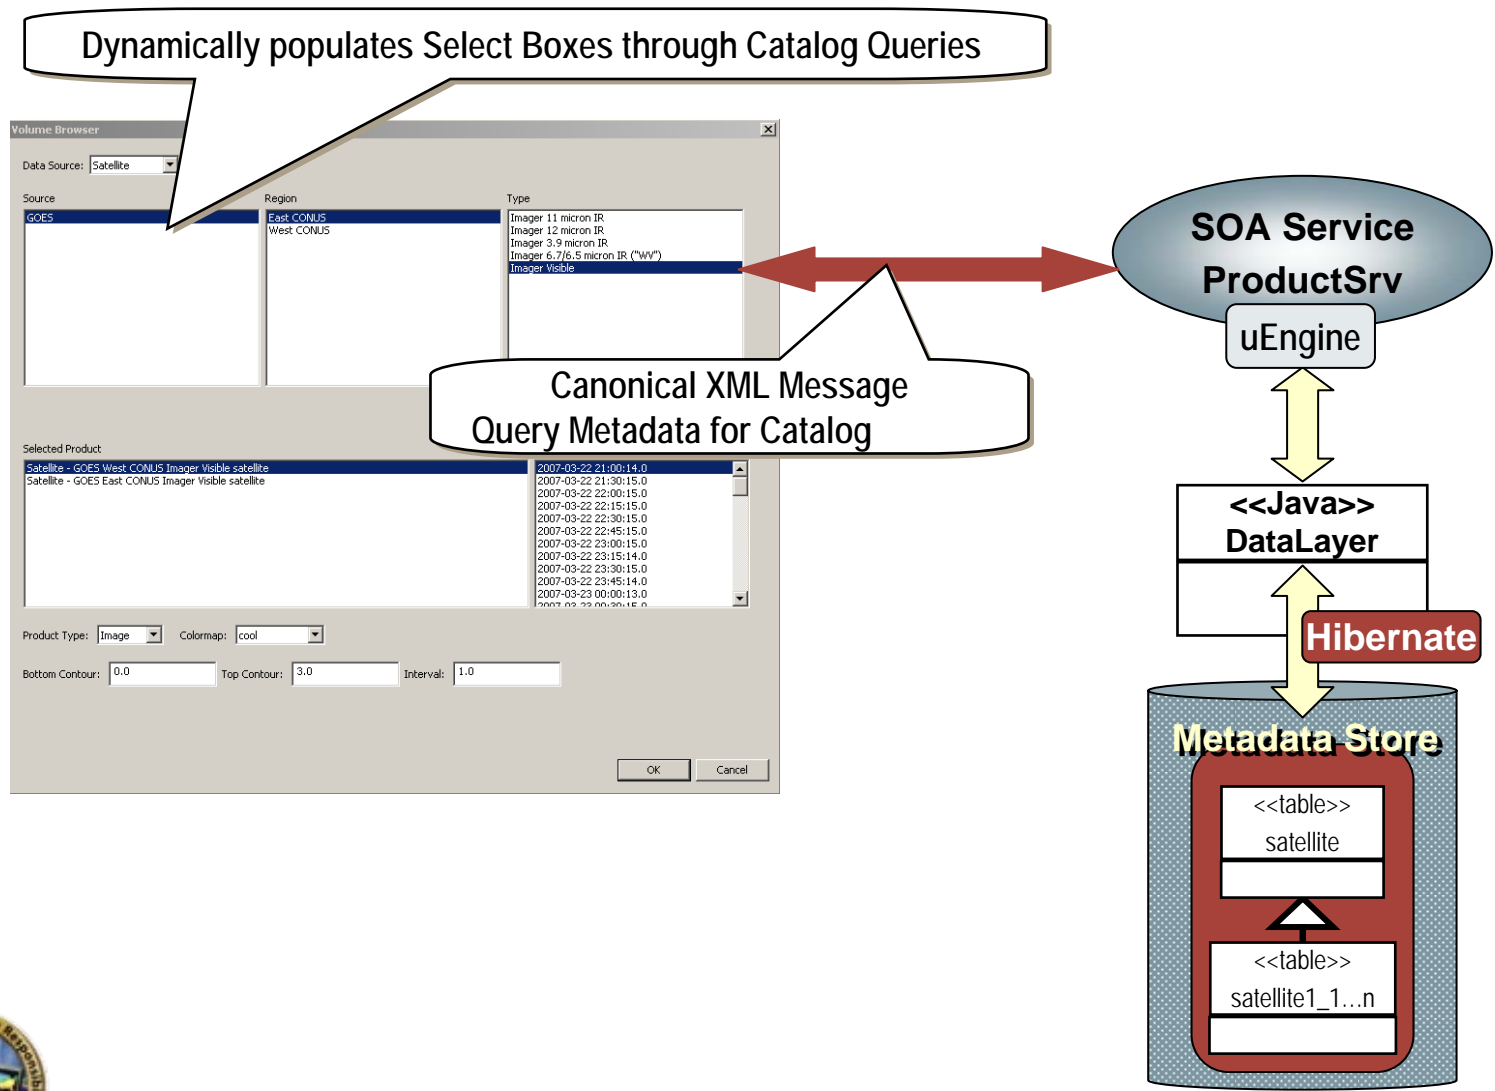 Dynamically populates Select Boxes through Catalog Queries
Volume Browser
Data Source: Satellite
Source
Region
Type
GOES
East CONUS
West CONUS
Imager 11 micron IR
Imager 12 micron IR
Imager 3.9 micron IR
Imager 6.7/6.5 micron IR ("WV")
Imager Visible
Canonical XML Message
Query Metadata for Catalog
Selected Product
Satellite - GOES West CONUS Imager Visible satellite
Satellite - GOES East CONUS Imager Visible satellite
2007-03-22 21:00:14.0
2007-03-22 21:30:15.0
2007-03-22 22:00:15.0
2007-03-22 22:15:15.0
2007-03-22 22:30:15.0
2007-03-22 22:45:15.0
2007-03-22 23:00:15.0
2007-03-22 23:15:14.0
2007-03-22 23:30:15.0
2007-03-22 23:45:14.0
2007-03-23 00:00:13.0
2007-03-23 00:30:15.0
Product Type: Image Colormap: cool
Bottom Contour: 0.0 Top Contour: 3.0 Interval: 1.0
OK Cancel
SOA Service
ProductSrv
uEngine
<<Java>>
DataLayer
Hibernate
Metadata Store
<<table>>
satellite
<<table>>
satellite1_1...n